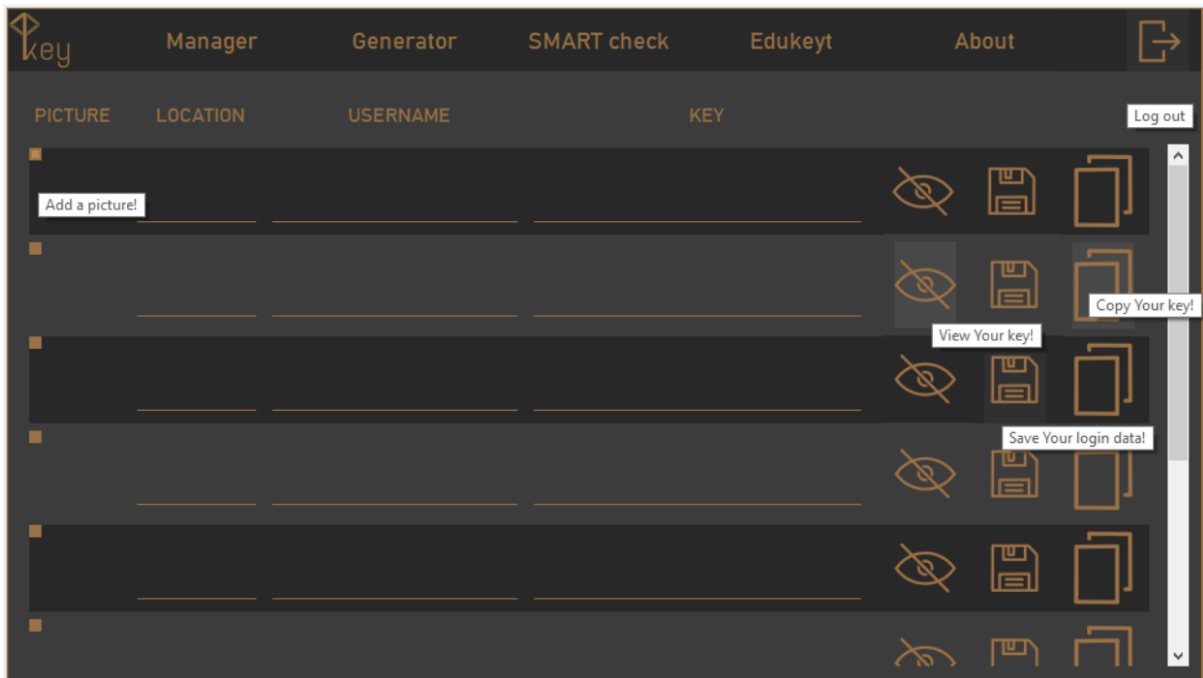 key
Manager Generator SMART check Edukeyt About
PICTURE LOCATION USERNAME KEY
Log out
Add a picture!
Copy Your key!
View Your key!
Save Your login data!